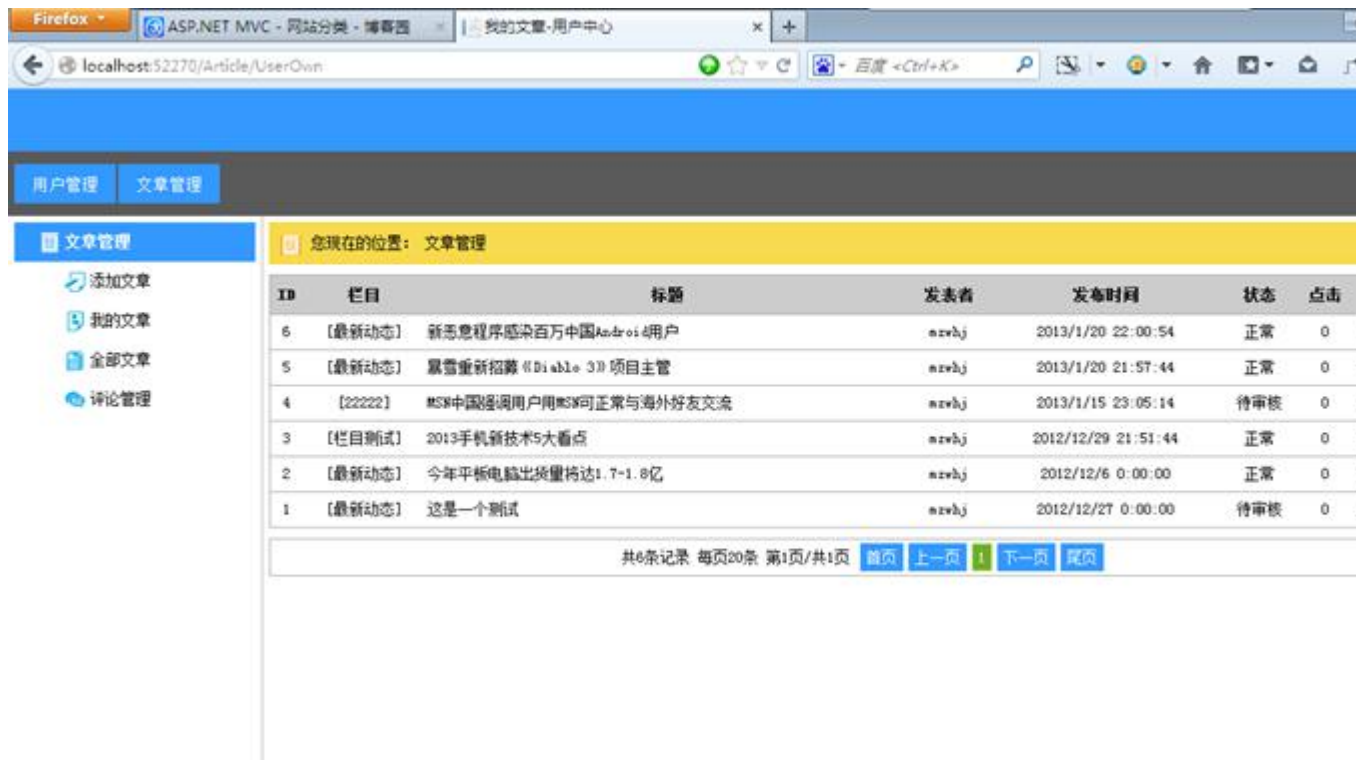 Firefox
ASP.NET MVC - 网站分类 - 博客园
我的文章-用户中心
localhost:52270/Article/UserOwn
百度 <Ctrl+K>
用户管理 文章管理
文章管理
添加文章
我的文章
全部文章
评论管理
您现在的位置: 文章管理
ID 栏目 标题 发表者 发布时间 状态 点击
6 [最新动态] 新恶意程序感染百万中国Android用户 mzwhj 2013/1/20 22:00:54 正常 0
5 [最新动态] 暴雪重新招募《Diablo 3》项目主管 mzwhj 2013/1/20 21:57:44 正常 0
4 [22222] MSN中国强调用户用MSN可正常与海外好友交流 mzwhj 2013/1/15 23:05:14 待审核 0
3 [栏目测试] 2013手机新技术5大看点 mzwhj 2012/12/29 21:51:44 正常 0
2 [最新动态] 今年平板电脑出货量将达1.7-1.8亿 mzwhj 2012/12/6 0:00:00 正常 0
1 [最新动态] 这是一个测试 mzwhj 2012/12/27 0:00:00 待审核 0
共6条记录 每页20条 第1页/共1页 首页 上一页 1 下一页 尾页